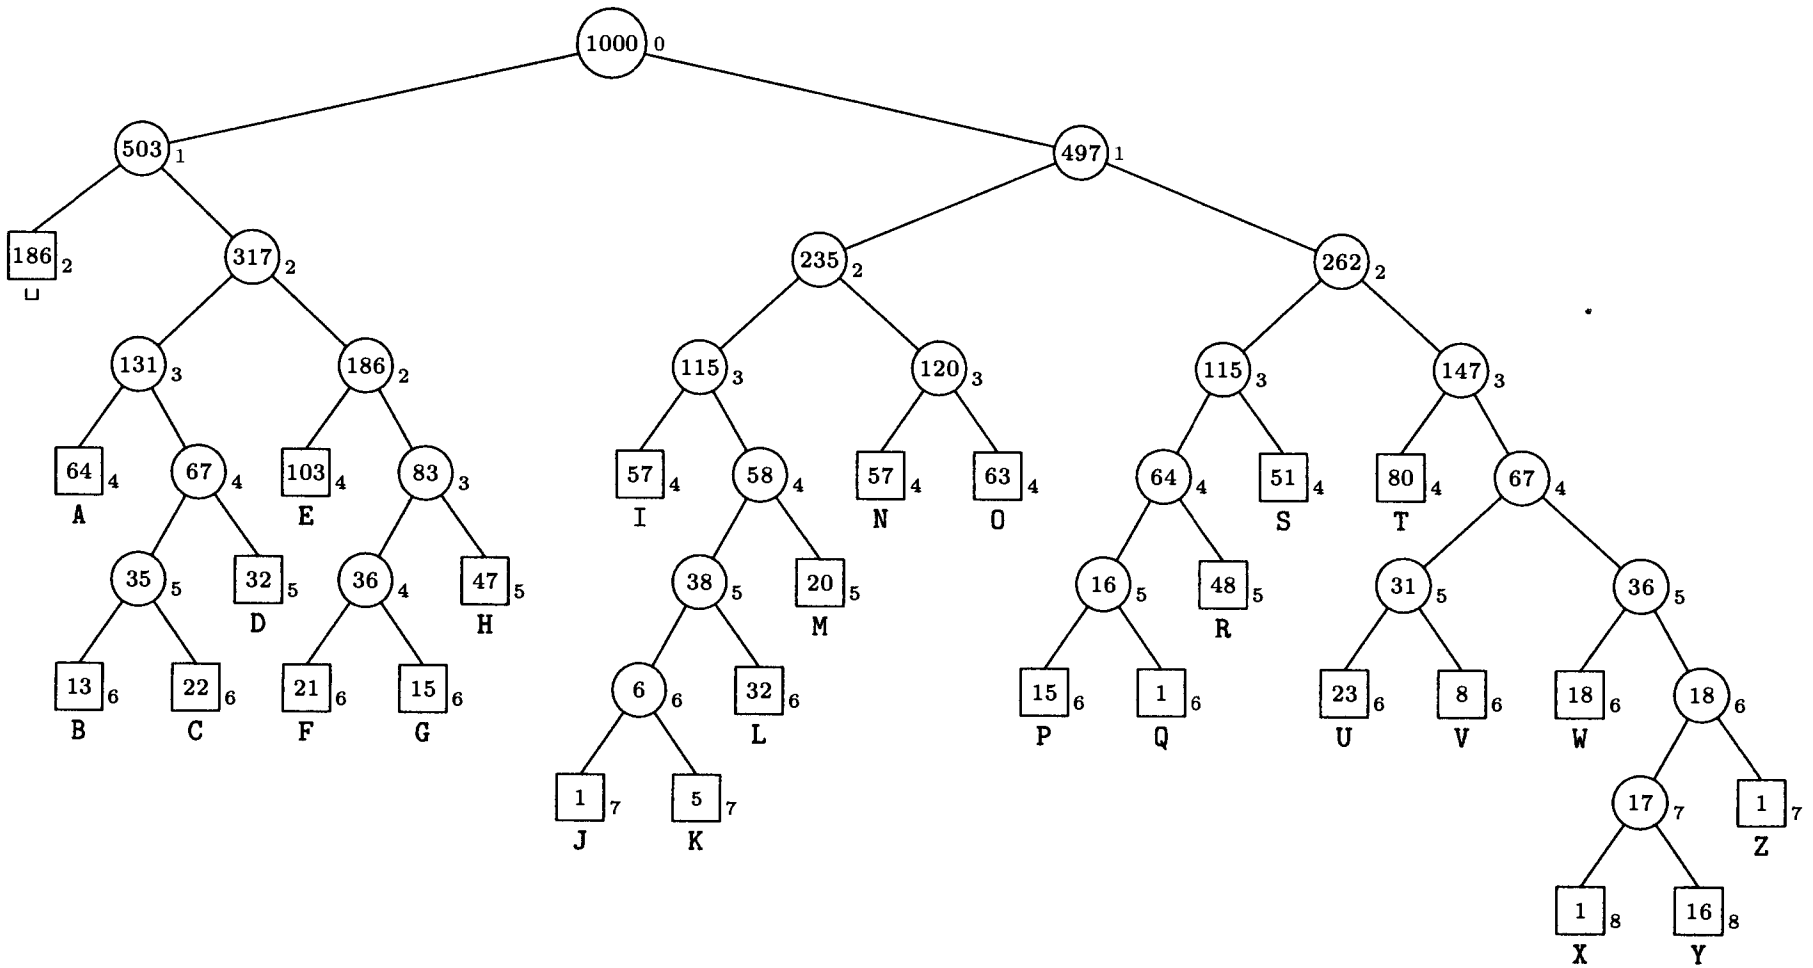 1000 0
503 1 497 1
186 2 317 2 235 2 262 2
␣
131 3 186 2 115 3 120 3 115 3 147 3
64 4 67 4 103 4 83 3 57 4 58 4 57 4 63 4 64 4 51 4 80 4 67 4
A E I N O S T
35 5 32 5 36 4 47 5 38 5 20 5 16 5 48 5 31 5 36 5
D H M R
13 6 22 6 21 6 15 6 6 6 32 6 15 6 1 6 23 6 8 6 18 6 18 6
B C F G L P Q U V W
1 7 5 7 17 7 1 7
J K Z
1 8 16 8
X Y